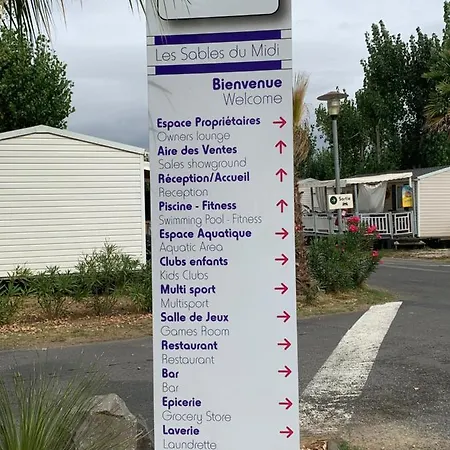 Les Sables du Midi
Bienvenue
Welcome
Espace Propriétaires
Owners lounge
Aire des Ventes
Sales showground
Réception/Accueil
Reception
Piscine - Fitness
Swimming Pool - Fitness
Espace Aquatique
Aquatic Area
Clubs enfants
Kids Clubs
Multi sport
Multisport
Salle de Jeux
Games Room
Restaurant
Restaurant
Bar
Bar
Epicerie
Grocery Store
Laverie
Laundrette
Sortie